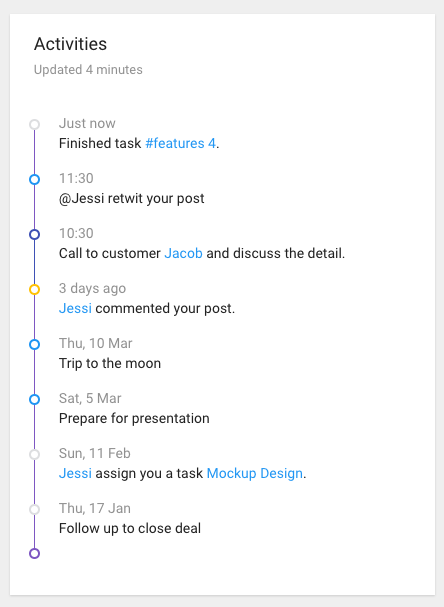 Activities
Updated 4 minutes
Just now
Finished task #features 4.
11:30
@Jessi retwit your post
10:30
Call to customer Jacob and discuss the detail.
3 days ago
Jessi commented your post.
Thu, 10 Mar
Trip to the moon
Sat, 5 Mar
Prepare for presentation
Sun, 11 Feb
Jessi assign you a task Mockup Design.
Thu, 17 Jan
Follow up to close deal